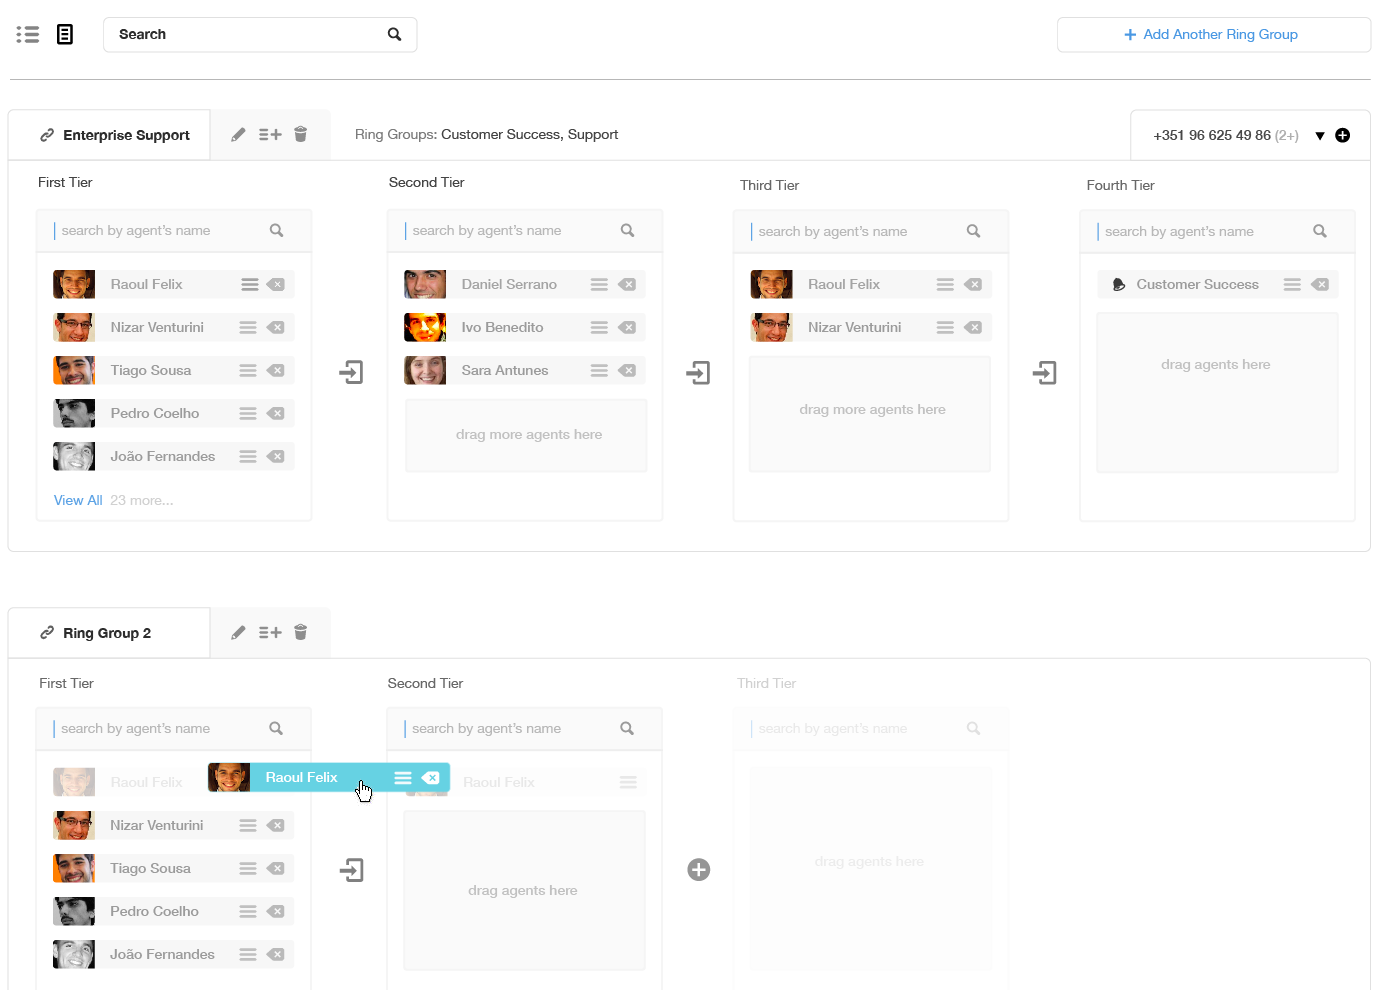 Search
+ Add Another Ring Group
Enterprise Support
Ring Groups: Customer Success, Support
+351 96 625 49 86 (2+)
First Tier
search by agent’s name
Raoul Felix
Nizar Venturini
Tiago Sousa
Pedro Coelho
João Fernandes
View All 23 more...
Second Tier
search by agent’s name
Daniel Serrano
Ivo Benedito
Sara Antunes
drag more agents here
Third Tier
search by agent’s name
Raoul Felix
Nizar Venturini
drag more agents here
Fourth Tier
search by agent’s name
Customer Success
drag agents here
Ring Group 2
First Tier
search by agent’s name
Raoul Felix
Raoul Felix
Nizar Venturini
Tiago Sousa
Pedro Coelho
João Fernandes
Second Tier
search by agent’s name
Raoul Felix
drag agents here
Third Tier
search by agent’s name
drag agents here